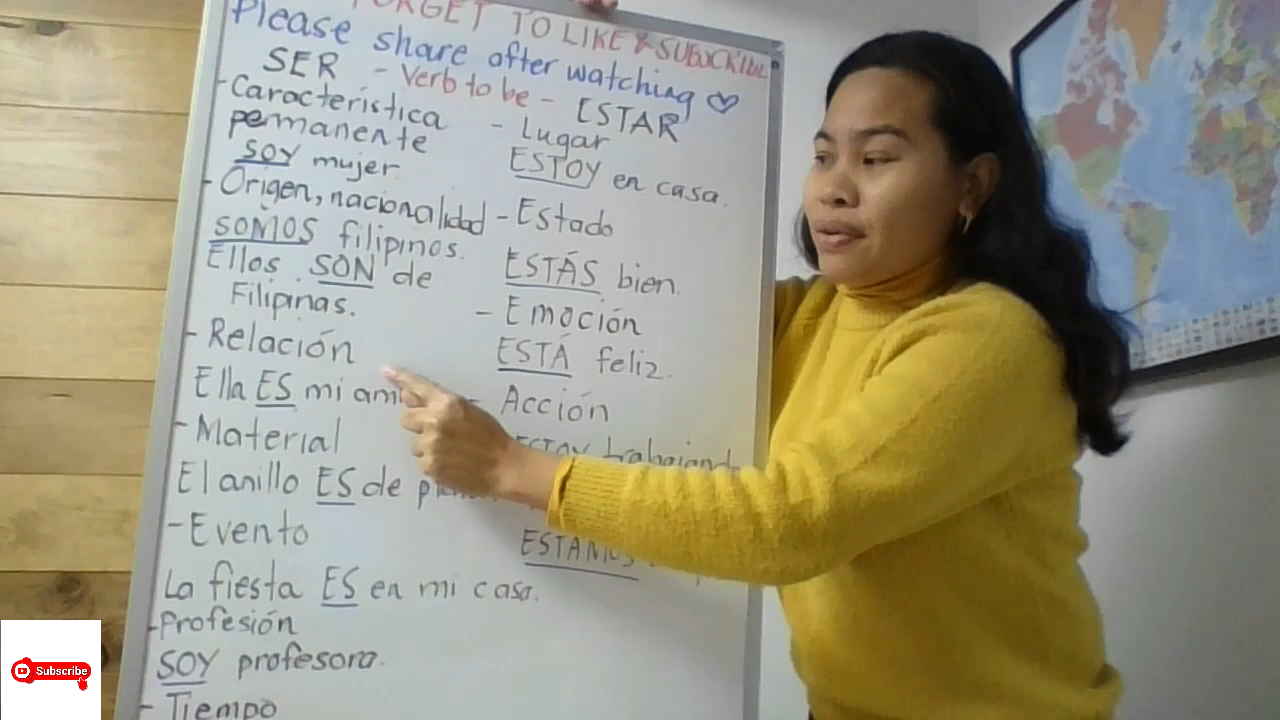 FORGET TO LIKE & SUBSCRIBE
Please share after watching
SER - Verb to be - ESTAR
- Característica
permanente
SOY mujer
- Origen, nacionalidad
SOMOS filipinos.
Ellos SON de
Filipinas.
- Relación
Ella ES mi
- Material
El anillo ES de
- Evento
La fiesta ES en mi casa.
- Profesión
SOY profesora.
- Tiempo
- Lugar
ESTOY en casa.
- Estado
ESTÁS bien.
- Emoción
ESTÁ feliz.
- Acción
ESTOY trabajando
ESTAMOS
Subscribe